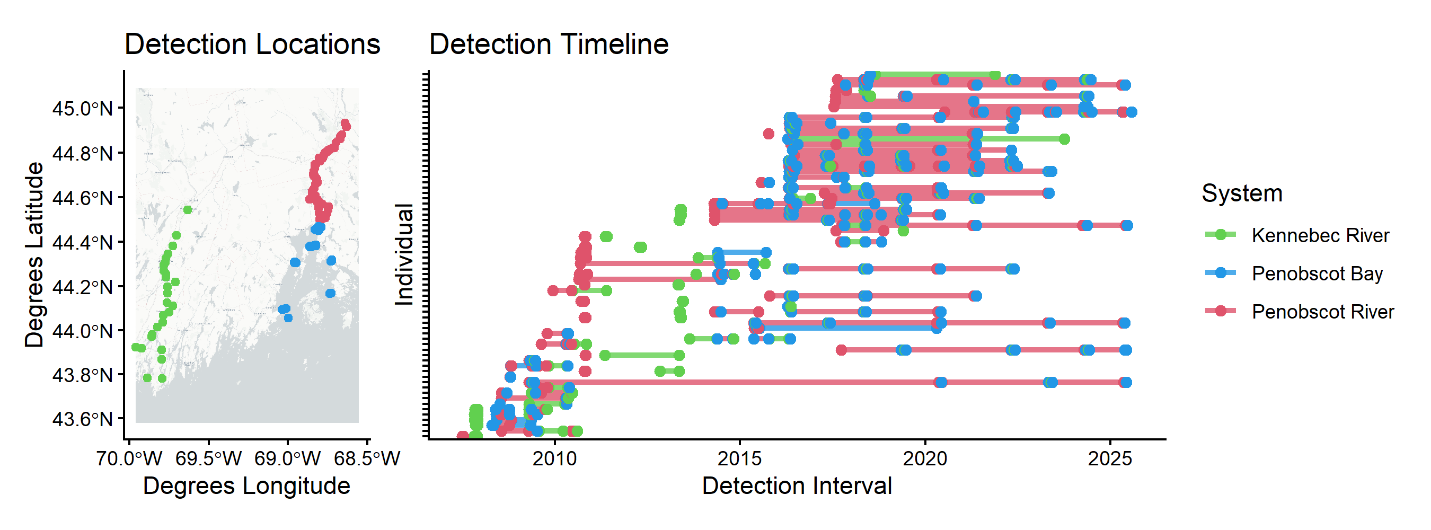 Detection Locations
Detection Timeline
Degrees Latitude
45.0°N
44.8°N
44.6°N
44.4°N
44.2°N
44.0°N
43.8°N
43.6°N
70.0°W 69.5°W 69.0°W 68.5°W
Degrees Longitude
Individual
2010 2015 2020 2025
Detection Interval
System
Kennebec River
Penobscot Bay
Penobscot River